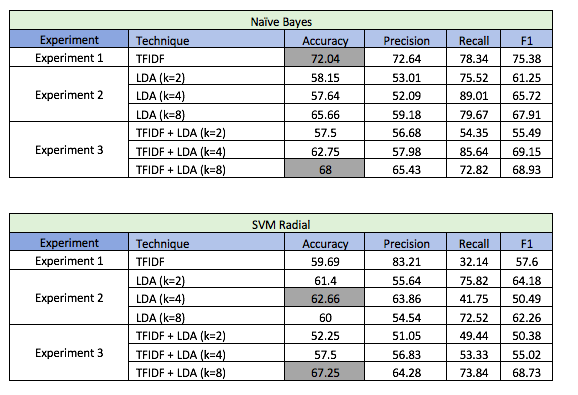 Naïve Bayes
Experiment Technique Accuracy Precision Recall F1
Experiment 1 TFIDF 72.04 72.64 78.34 75.38
Experiment 2 LDA (k=2) 58.15 53.01 75.52 61.25
LDA (k=4) 57.64 52.09 89.01 65.72
LDA (k=8) 65.66 59.18 79.67 67.91
Experiment 3 TFIDF + LDA (k=2) 57.5 56.68 54.35 55.49
TFIDF + LDA (k=4) 62.75 57.98 85.64 69.15
TFIDF + LDA (k=8) 68 65.43 72.82 68.93
SVM Radial
Experiment Technique Accuracy Precision Recall F1
Experiment 1 TFIDF 59.69 83.21 32.14 57.6
Experiment 2 LDA (k=2) 61.4 55.64 75.82 64.18
LDA (k=4) 62.66 63.86 41.75 50.49
LDA (k=8) 60 54.54 72.52 62.26
Experiment 3 TFIDF + LDA (k=2) 52.25 51.05 49.44 50.38
TFIDF + LDA (k=4) 57.5 56.83 53.33 55.02
TFIDF + LDA (k=8) 67.25 64.28 73.84 68.73